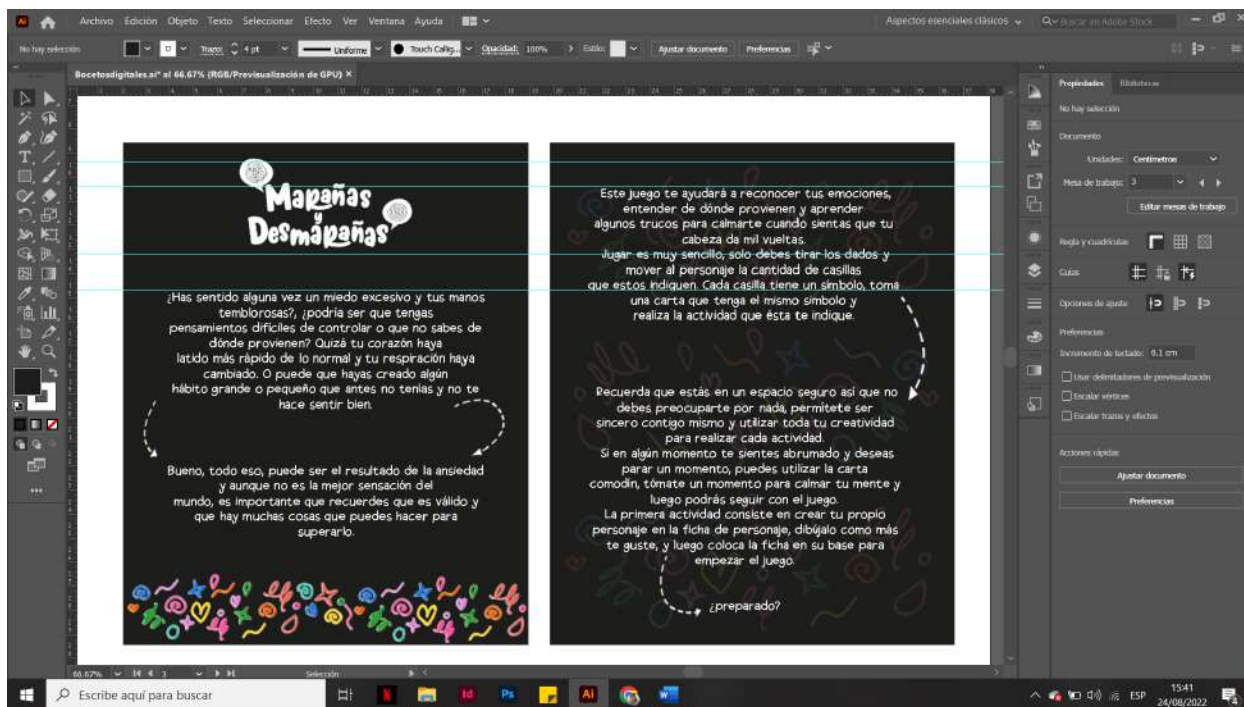 Archivo Edición Objeto Texto Seleccionar Efecto Ver Ventana Ayuda
Aspectos esenciales clásicos
Buscar en Adobe Stock
No hay selección
Trazo: 4 pt
Uniforme
Touch Callig...
Opacidad: 100%
Estilo:
Ajustar documento
Preferencias
Bocetosdigitales.ai* al 66.67% (RGB/Previsualización de GPU) ×
Marañas
y
Desmárañas
¿Has sentido alguna vez un miedo excesivo y tus manos
temblorosas?, ¿podría ser que tengas
pensamientos difíciles de controlar o que no sabes de
dónde provienen? Quizá tu corazón haya
latido más rápido de lo normal y tu respiración haya
cambiado. O puede que hayas creado algún
hábito grande o pequeño que antes no tenías y no te
hace sentir bien.
Bueno, todo eso, puede ser el resultado de la ansiedad
y aunque no es la mejor sensación del
mundo, es importante que recuerdes que es válido y
que hay muchas cosas que puedes hacer para
superarlo.
Este juego te ayudará a reconocer tus emociones,
entender de dónde provienen y aprender
algunos trucos para calmarte cuando sientas que tu
cabeza da mil vueltas.
Jugar es muy sencillo, solo debes tirar los dados y
mover al personaje la cantidad de casillas
que estos indiquen. Cada casilla tiene un símbolo, toma
una carta que tenga el mismo símbolo y
realiza la actividad que ésta te indique.
Recuerda que estás en un espacio seguro así que no
debes preocuparte por nada, permítete ser
sincero contigo mismo y utilizar toda tu creatividad
para realizar cada actividad.
Si en algún momento te sientes abrumado y deseas
parar un momento, puedes utilizar la carta
comodín, tómate un momento para calmar tu mente y
luego podrás seguir con el juego.
La primera actividad consiste en crear tu propio
personaje en la ficha de personaje, dibújalo como más
te guste, y luego coloca la ficha en su base para
empezar el juego.
¿preparado?
Propiedades Bibliotecas
No hay selección
Documento
Unidades: Centímetros
Mesa de trabajo: 3
Editar mesas de trabajo
Regla y cuadrículas
Guías
Opciones de ajuste
Preferencias
Incremento de teclado: 0.1 cm
Usar delimitadores de previsualización
Escalar vértices
Escalar trazos y efectos
Acciones rápidas
Ajustar documento
Preferencias
66.67% 3 Selección
Escribe aquí para buscar
ESP
15:41
24/08/2022